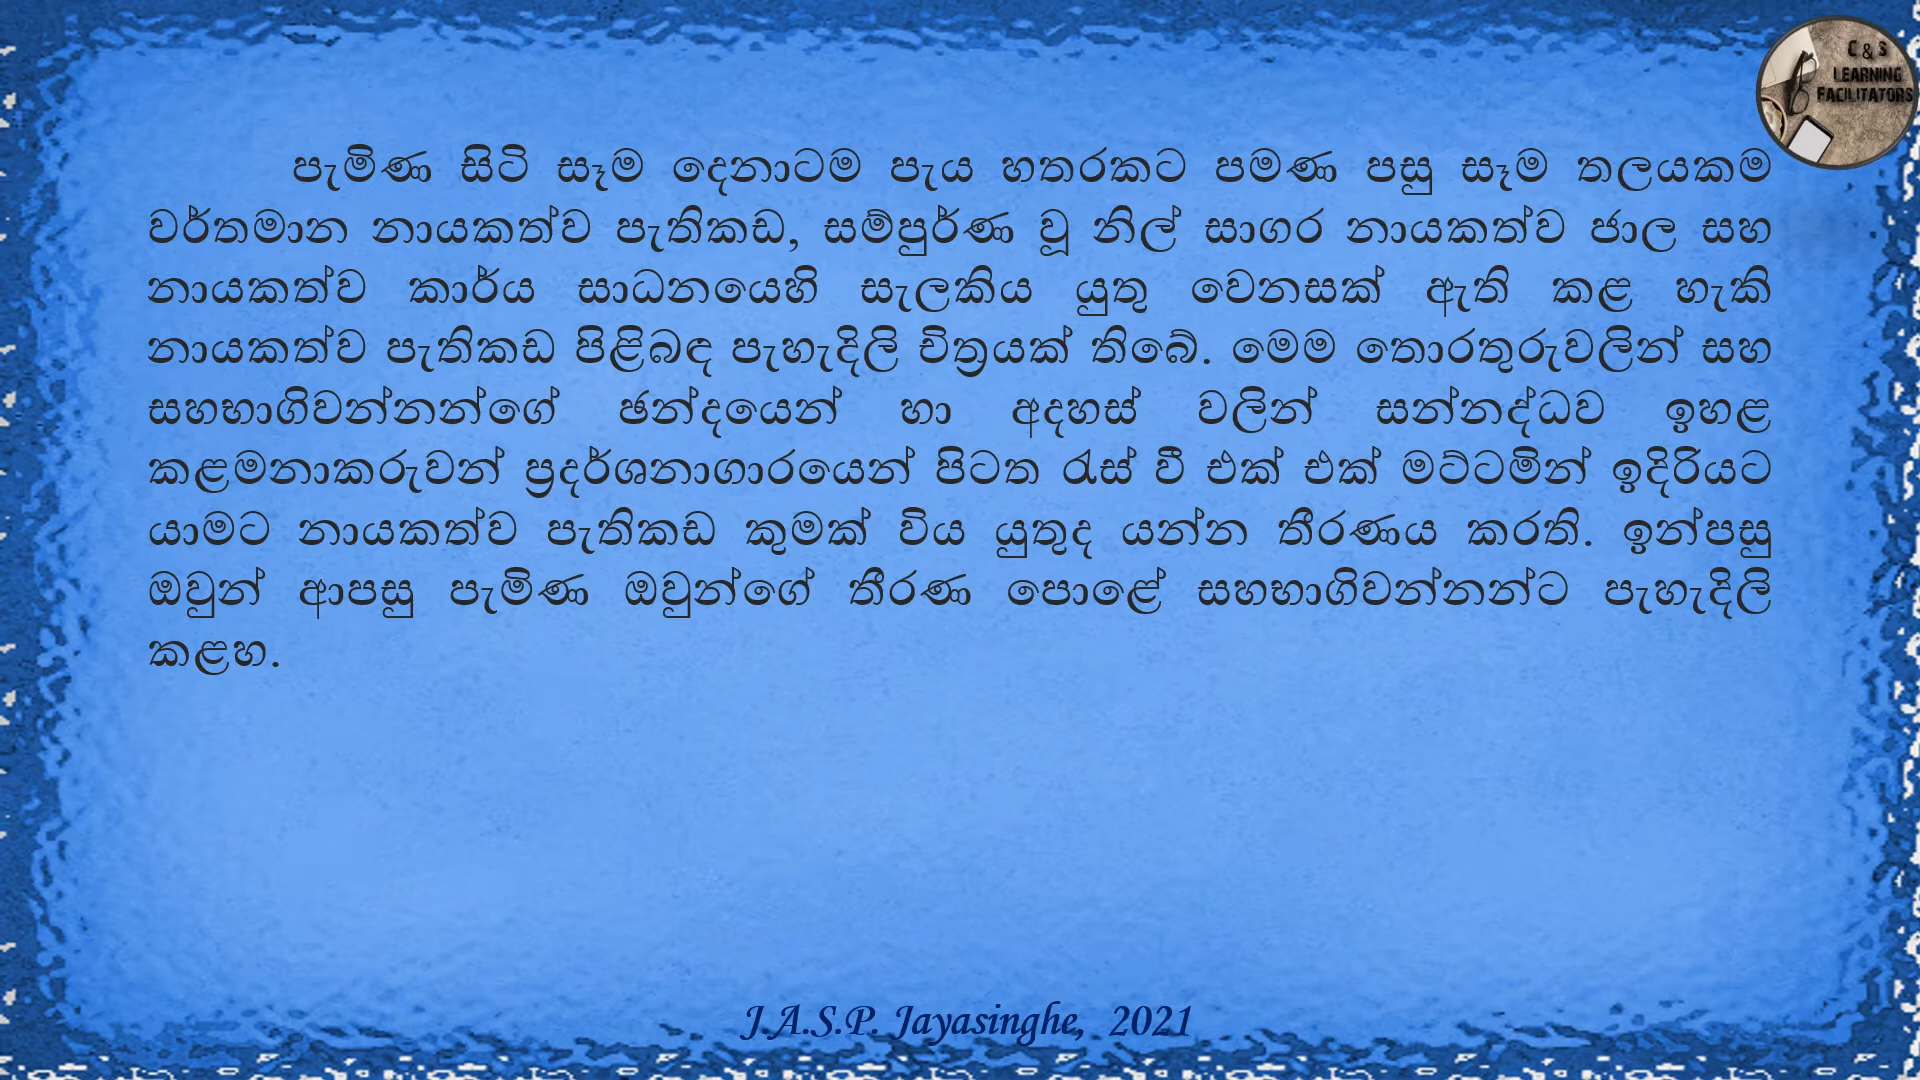 C & S
LEARNING
FACILITATORS
පැමිණ සිටි සෑම දෙනාටම පැය හතරකට පමණ පසු සෑම තලයකම
වර්තමාන නායකත්ව පැතිකඩ, සම්පුර්ණ වූ නිල් සාගර නායකත්ව ජාල සහ
නායකත්ව කාර්ය සාධනයෙහි සැලකිය යුතු වෙනසක් ඇති කළ හැකි
නායකත්ව පැතිකඩ පිළිබඳ පැහැදිලි චිත්‍රයක් තිබේ. මෙම තොරතුරුවලින් සහ
සහභාගිවන්නන්ගේ ඡන්දයෙන් හා අදහස් වලින් සන්නද්ධව ඉහළ
කළමනාකරුවන් ප්‍රදර්ශනාගාරයෙන් පිටත රැස් වී එක් එක් මට්ටමින් ඉදිරියට
යාමට නායකත්ව පැතිකඩ කුමක් විය යුතුද යන්න තීරණය කරති. ඉන්පසු
ඔවුන් ආපසු පැමිණ ඔවුන්ගේ තීරණ පොළේ සහභාගිවන්නන්ට පැහැදිලි
කළහ.
J.A.S.P. Jayasinghe, 2021